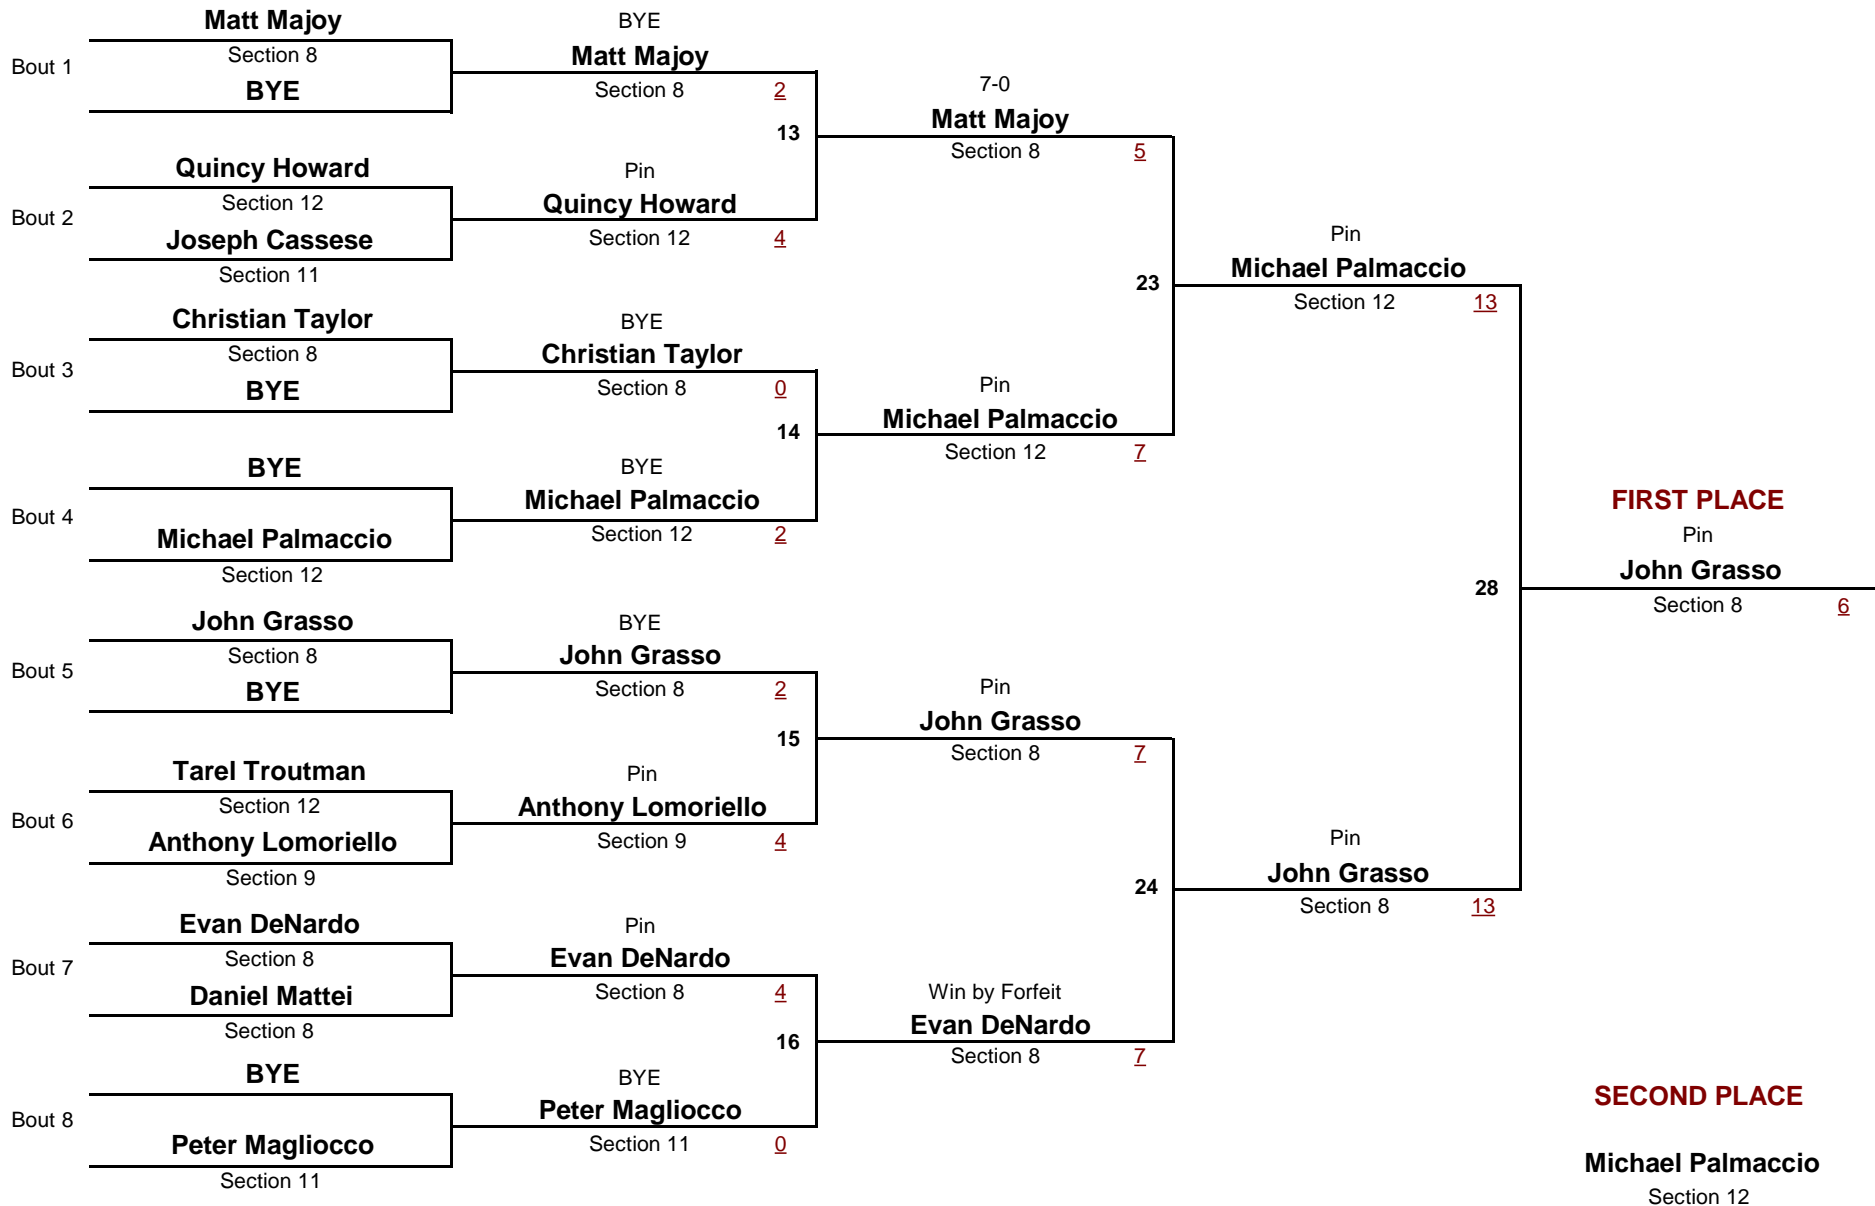 Matt Majoy
Bout 1
Section 8
BYE
Quincy Howard
Bout 2
Section 12
Joseph Cassese
Section 11
Christian Taylor
Bout 3
Section 8
BYE
BYE
Bout 4
Michael Palmaccio
Section 12
John Grasso
Bout 5
Section 8
BYE
Tarel Troutman
Bout 6
Section 12
Anthony Lomoriello
Section 9
Evan DeNardo
Bout 7
Section 8
Daniel Mattei
Section 8
BYE
Bout 8
Peter Magliocco
Section 11
BYE
Matt Majoy
Section 8 2
13
Pin
Quincy Howard
Section 12 4
BYE
Christian Taylor
Section 8 0
14
BYE
Michael Palmaccio
Section 12 2
BYE
John Grasso
Section 8 2
15
Pin
Anthony Lomoriello
Section 9 4
Pin
Evan DeNardo
Section 8 4
16
BYE
Peter Magliocco
Section 11 0
7-0
Matt Majoy
Section 8 5
23
Pin
Michael Palmaccio
Section 12 7
Pin
John Grasso
Section 8 7
24
Win by Forfeit
Evan DeNardo
Section 8 7
Pin
Michael Palmaccio
Section 12 13
28
Pin
John Grasso
Section 8 13
FIRST PLACE
Pin
John Grasso
Section 8 6
SECOND PLACE
Michael Palmaccio
Section 12